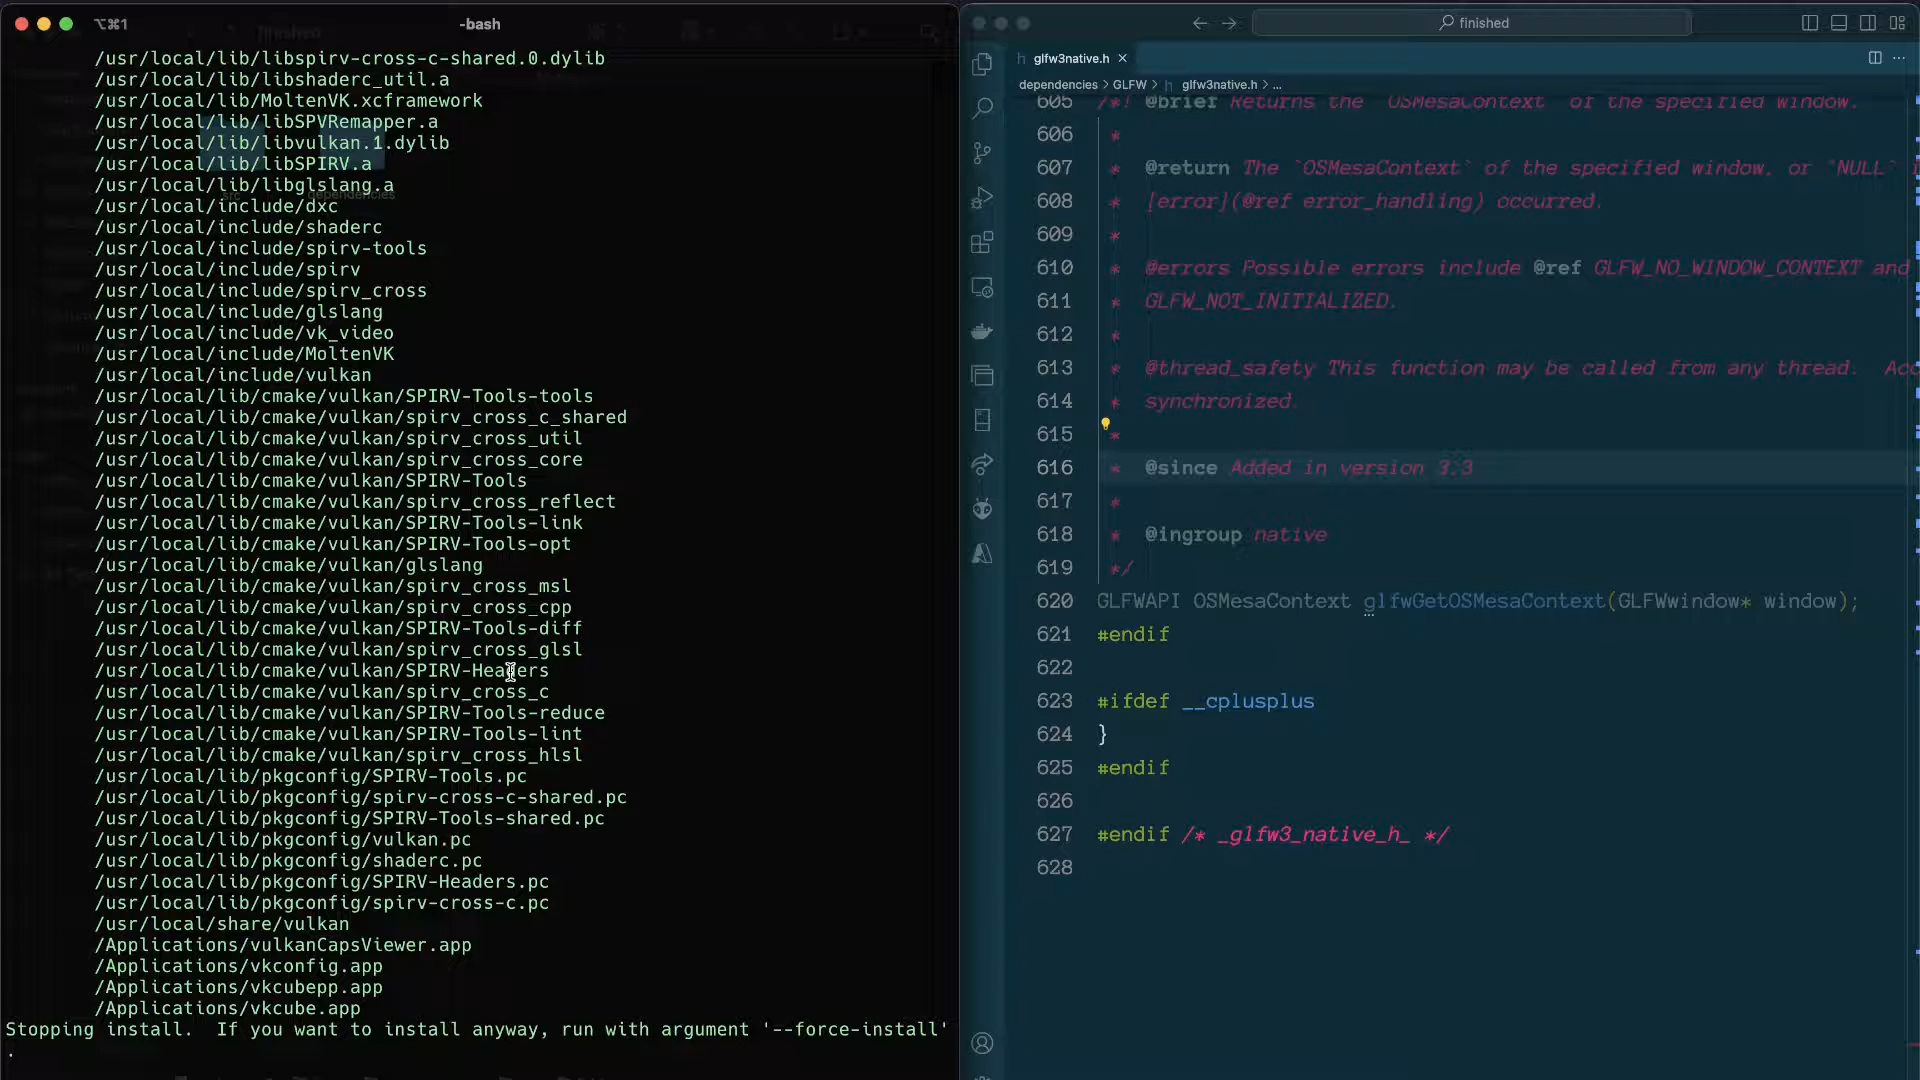 ⌥⌘1
-bash
/usr/local/lib/libspirv-cross-c-shared.0.dylib
/usr/local/lib/libshaderc_util.a
/usr/local/lib/MoltenVK.xcframework
/usr/local/lib/libSPVRemapper.a
/usr/local/lib/libvulkan.1.dylib
/usr/local/lib/libSPIRV.a
/usr/local/lib/libglslang.a
/usr/local/include/dxc
/usr/local/include/shaderc
/usr/local/include/spirv-tools
/usr/local/include/spirv
/usr/local/include/spirv_cross
/usr/local/include/glslang
/usr/local/include/vk_video
/usr/local/include/MoltenVK
/usr/local/include/vulkan
/usr/local/lib/cmake/vulkan/SPIRV-Tools-tools
/usr/local/lib/cmake/vulkan/spirv_cross_c_shared
/usr/local/lib/cmake/vulkan/spirv_cross_util
/usr/local/lib/cmake/vulkan/spirv_cross_core
/usr/local/lib/cmake/vulkan/SPIRV-Tools
/usr/local/lib/cmake/vulkan/spirv_cross_reflect
/usr/local/lib/cmake/vulkan/SPIRV-Tools-link
/usr/local/lib/cmake/vulkan/SPIRV-Tools-opt
/usr/local/lib/cmake/vulkan/glslang
/usr/local/lib/cmake/vulkan/spirv_cross_msl
/usr/local/lib/cmake/vulkan/spirv_cross_cpp
/usr/local/lib/cmake/vulkan/SPIRV-Tools-diff
/usr/local/lib/cmake/vulkan/spirv_cross_glsl
/usr/local/lib/cmake/vulkan/SPIRV-Headers
/usr/local/lib/cmake/vulkan/spirv_cross_c
/usr/local/lib/cmake/vulkan/SPIRV-Tools-reduce
/usr/local/lib/cmake/vulkan/SPIRV-Tools-lint
/usr/local/lib/cmake/vulkan/spirv_cross_hlsl
/usr/local/lib/pkgconfig/SPIRV-Tools.pc
/usr/local/lib/pkgconfig/spirv-cross-c-shared.pc
/usr/local/lib/pkgconfig/SPIRV-Tools-shared.pc
/usr/local/lib/pkgconfig/vulkan.pc
/usr/local/lib/pkgconfig/shaderc.pc
/usr/local/lib/pkgconfig/SPIRV-Headers.pc
/usr/local/lib/pkgconfig/spirv-cross-c.pc
/usr/local/share/vulkan
/Applications/vulkanCapsViewer.app
/Applications/vkconfig.app
/Applications/vkcubepp.app
/Applications/vkcube.app
Stopping install.  If you want to install anyway, run with argument '--force-install'
.
finished
src
dependencies
finished
h glfw3native.h
dependencies > GLFW > h glfw3native.h > ...
605 /*! @brief Returns the `OSMesaContext` of the specified window.
606 *
607 * @return The `OSMesaContext` of the specified window, or `NULL`
608 * [error](@ref error_handling) occurred.
609 *
610 * @errors Possible errors include @ref GLFW_NO_WINDOW_CONTEXT and
611 * GLFW_NOT_INITIALIZED.
612 *
613 * @thread_safety This function may be called from any thread.  Acc
614 * synchronized.
615 *
616 * @since Added in version 3.3
617 *
618 * @ingroup native
619 */
620 GLFWAPI OSMesaContext glfwGetOSMesaContext(GLFWwindow* window);
621 #endif
622
623 #ifdef __cplusplus
624 }
625 #endif
626
627 #endif /* _glfw3_native_h_ */
628